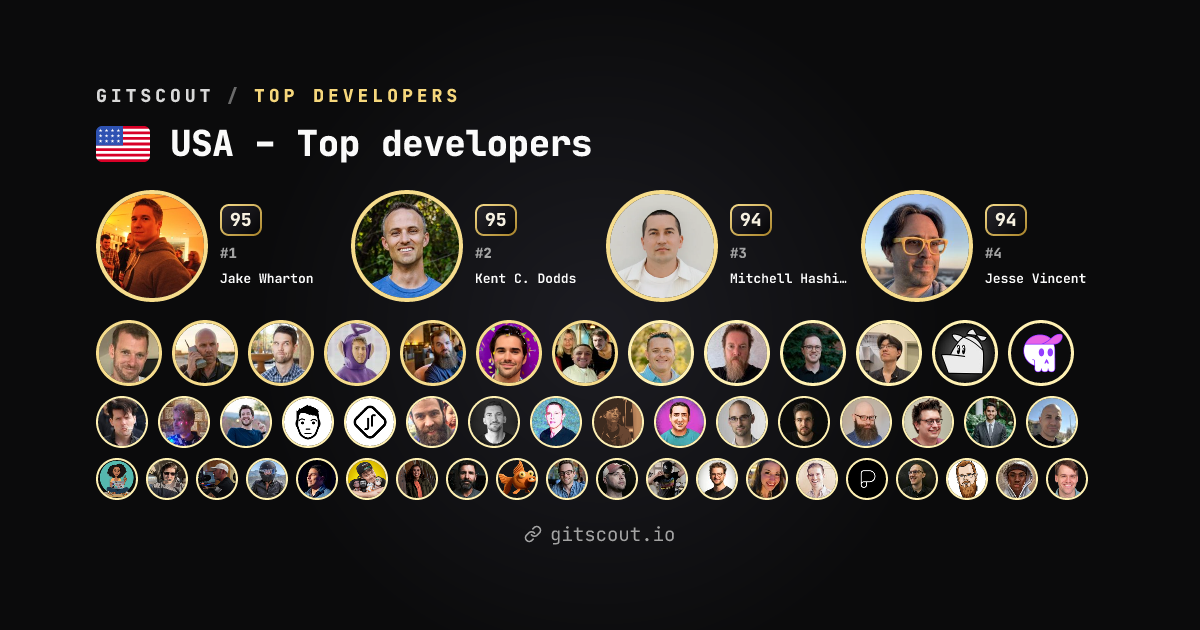 GITSCOUT / TOP DEVELOPERS
USA – Top developers
95
#1
Jake Wharton
95
#2
Kent C. Dodds
94
#3
Mitchell Hashi…
94
#4
Jesse Vincent
gitscout.io